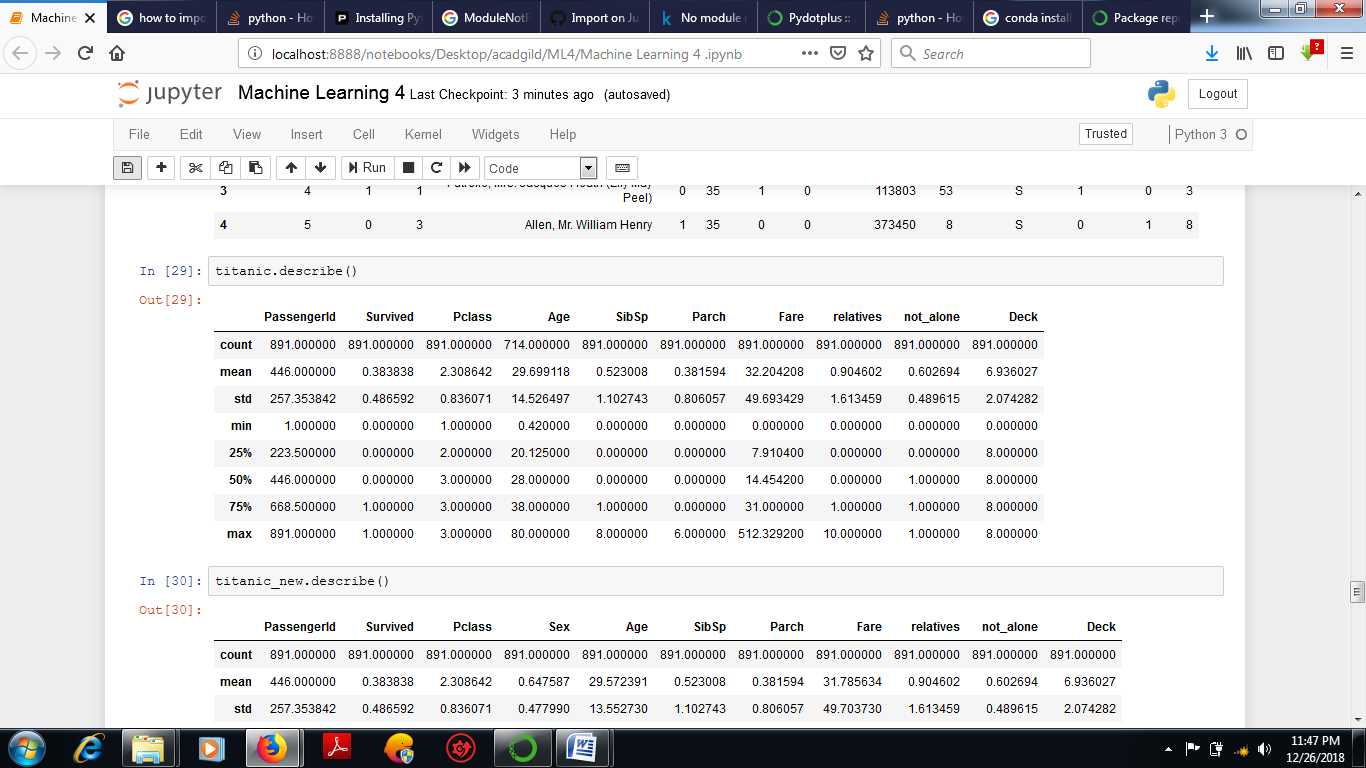 Machine
how to impo
python - Ho
Installing Py
ModuleNotF
Import on Ju
No module
Pydotplus ::
python - Ho
conda install
Package rep
localhost:8888/notebooks/Desktop/acadgild/ML4/Machine Learning 4 .ipynb
Search
jupyter Machine Learning 4 Last Checkpoint: 3 minutes ago (autosaved)
Logout
File Edit View Insert Cell Kernel Widgets Help
Trusted Python 3
Run Code
3 4 1 1 Peel) 0 35 1 0 113803 53 S 1 0 3
4 5 0 3 Allen, Mr. William Henry 1 35 0 0 373450 8 S 0 1 8
In [29]: titanic.describe()
Out[29]:
PassengerId Survived Pclass Age SibSp Parch Fare relatives not_alone Deck
count 891.000000 891.000000 891.000000 714.000000 891.000000 891.000000 891.000000 891.000000 891.000000 891.000000
mean 446.000000 0.383838 2.308642 29.699118 0.523008 0.381594 32.204208 0.904602 0.602694 6.936027
std 257.353842 0.486592 0.836071 14.526497 1.102743 0.806057 49.693429 1.613459 0.489615 2.074282
min 1.000000 0.000000 1.000000 0.420000 0.000000 0.000000 0.000000 0.000000 0.000000 0.000000
25% 223.500000 0.000000 2.000000 20.125000 0.000000 0.000000 7.910400 0.000000 0.000000 8.000000
50% 446.000000 0.000000 3.000000 28.000000 0.000000 0.000000 14.454200 0.000000 1.000000 8.000000
75% 668.500000 1.000000 3.000000 38.000000 1.000000 0.000000 31.000000 1.000000 1.000000 8.000000
max 891.000000 1.000000 3.000000 80.000000 8.000000 6.000000 512.329200 10.000000 1.000000 8.000000
In [30]: titanic_new.describe()
Out[30]:
PassengerId Survived Pclass Sex Age SibSp Parch Fare relatives not_alone Deck
count 891.000000 891.000000 891.000000 891.000000 891.000000 891.000000 891.000000 891.000000 891.000000 891.000000 891.000000
mean 446.000000 0.383838 2.308642 0.647587 29.572391 0.523008 0.381594 31.785634 0.904602 0.602694 6.936027
std 257.353842 0.486592 0.836071 0.477990 13.552730 1.102743 0.806057 49.703730 1.613459 0.489615 2.074282
11:47 PM
12/26/2018